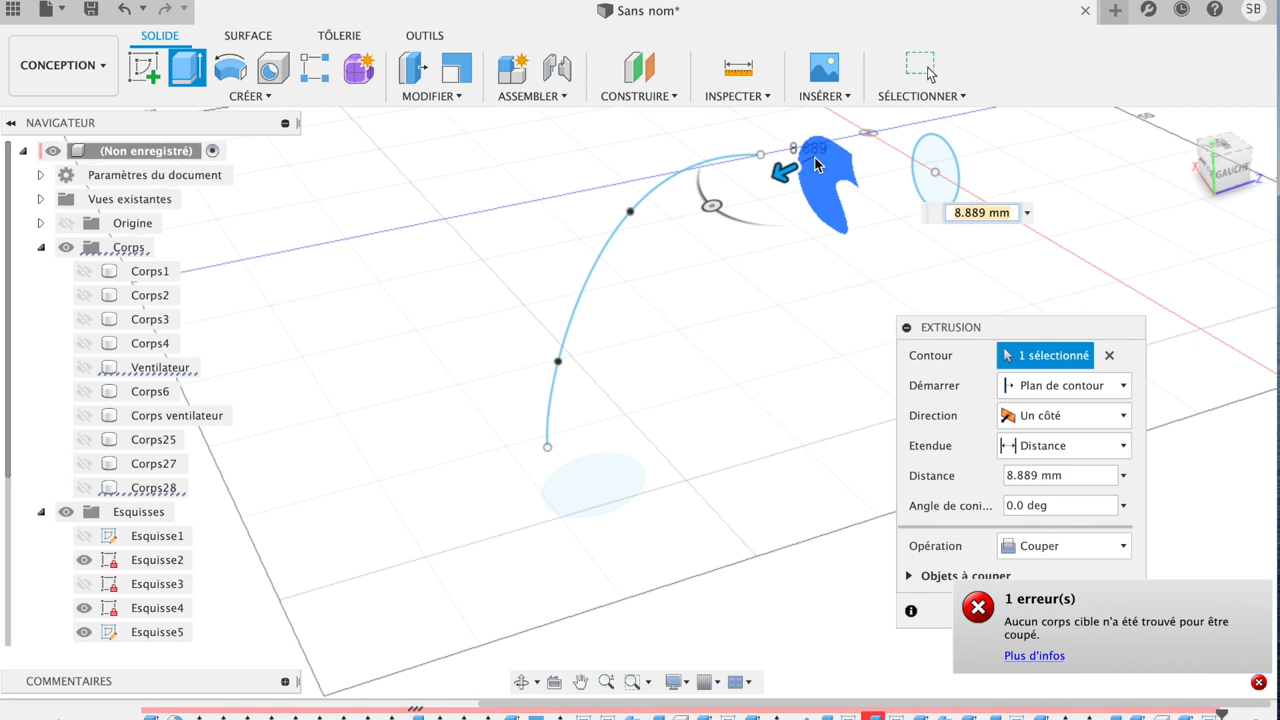 Sans nom*
SB
CONCEPTION
SOLIDE
SURFACE
TÔLERIE
OUTILS
CRÉER
MODIFIER
ASSEMBLER
CONSTRUIRE
INSPECTER
INSÉRER
SÉLECTIONNER
NAVIGATEUR
(Non enregistré)
Paramètres du document
Vues existantes
Origine
Corps
Corps1
Corps2
Corps3
Corps4
Ventilateur
Corps6
Corps ventilateur
Corps25
Corps27
Corps28
Esquisses
Esquisse1
Esquisse2
Esquisse3
Esquisse4
Esquisse5
COMMENTAIRES
8.889
8.889 mm
GAUCHE
X
Z
EXTRUSION
Contour
1 sélectionné
Démarrer
Plan de contour
Direction
Un côté
Etendue
Distance
Distance
8.889 mm
Angle de coni...
0.0 deg
Opération
Couper
Objets à couper
1 erreur(s)
Aucun corps cible n'a été trouvé pour être
coupé.
Plus d'infos